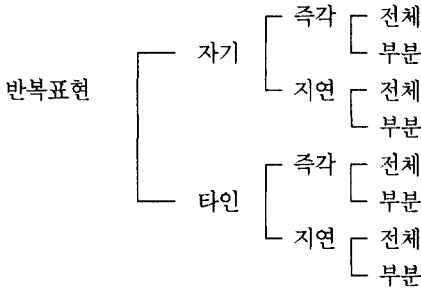 즉각 전체
자기 부분
지연 전체
반복표현 부분
즉각 전체
타인 부분
지연 전체
부분